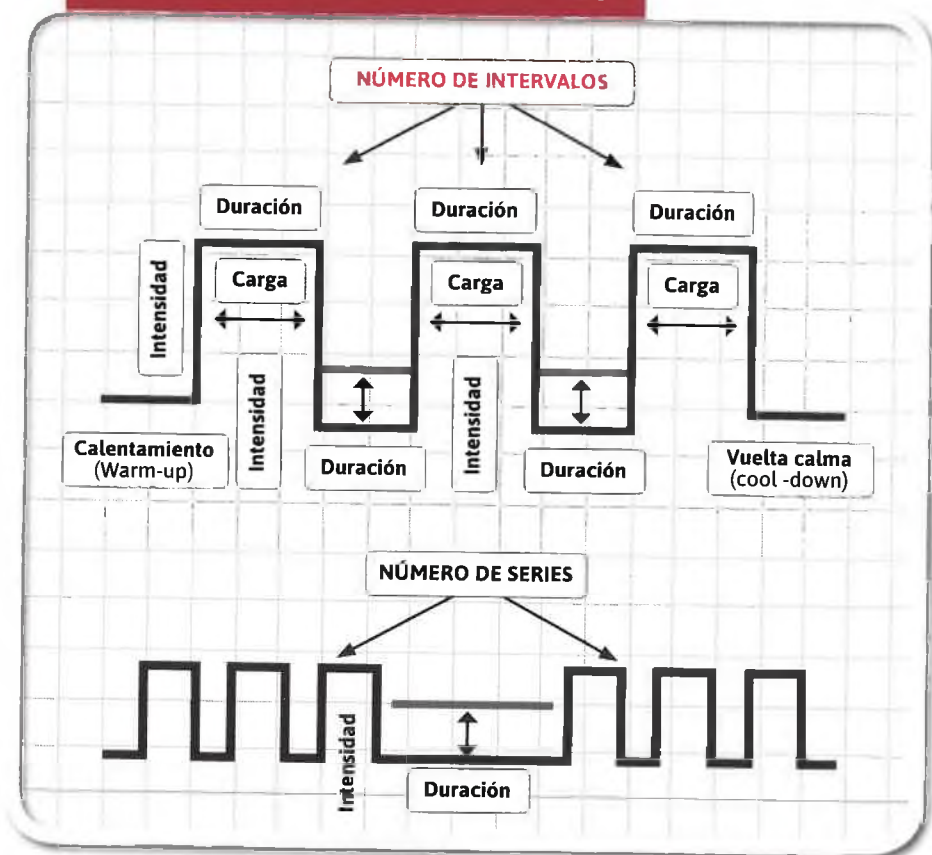 NÚMERO DE INTERVALOS
Duración
Duración
Duración
Intensidad
Carga
Carga
Carga
Intensidad
Intensidad
Calentamiento
(Warm-up)
Duración
Duración
Vuelta calma
(cool -down)
NÚMERO DE SERIES
Intensidad
Duración